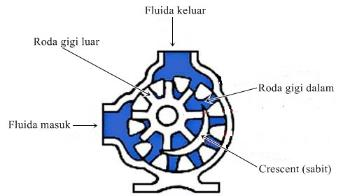 Fluida keluar
Roda gigi luar
Roda gigi dalam
Fluida masuk
Crescent (sabit)